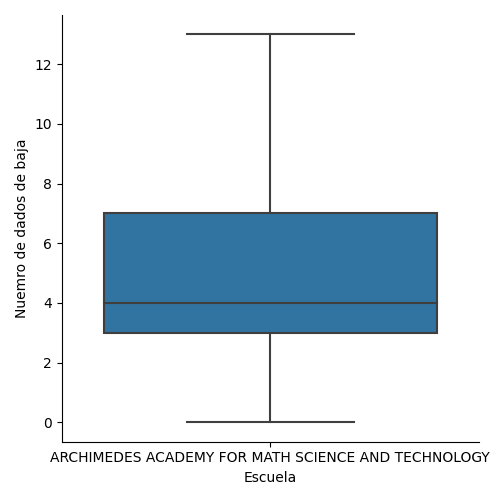 12
10
8
6
4
2
0
Nuemro de dados de baja
ARCHIMEDES ACADEMY FOR MATH SCIENCE AND TECHNOLOGY
Escuela